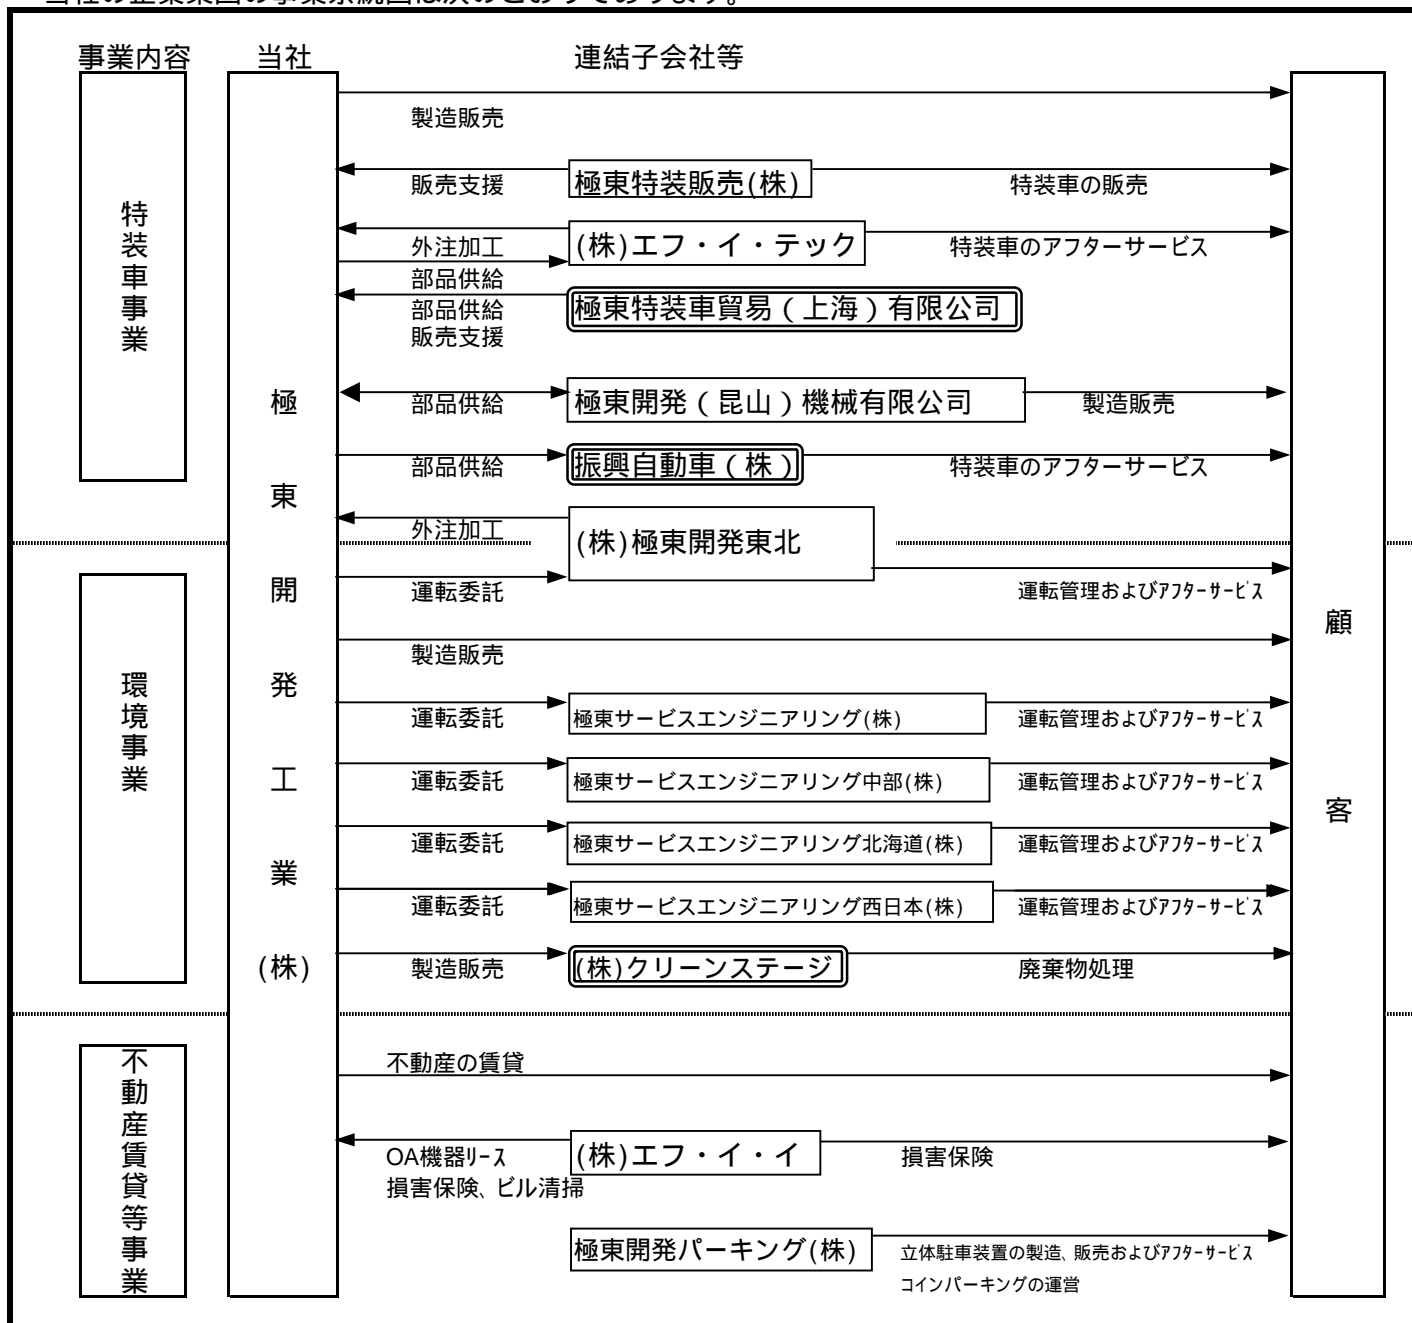 当社の企業集団の事業系統図は次のとおりであります。
事業内容 当社 連結子会社等
特装車事業
極東開発工業(株)
顧客
製造販売
販売支援 極東特装販売(株) 特装車の販売
外注加工 (株)エフ・イ・テック 特装車のアフターサービス
部品供給
部品供給 極東特装車貿易(上海)有限公司
販売支援
部品供給 極東開発(昆山)機械有限公司 製造販売
部品供給 振興自動車(株) 特装車のアフターサービス
外注加工 (株)極東開発東北
運転委託 運転管理およびアフターサービス
環境事業
製造販売
運転委託 極東サービスエンジニアリング(株) 運転管理およびアフターサービス
運転委託 極東サービスエンジニアリング中部(株) 運転管理およびアフターサービス
運転委託 極東サービスエンジニアリング北海道(株) 運転管理およびアフターサービス
運転委託 極東サービスエンジニアリング西日本(株) 運転管理およびアフターサービス
製造販売 (株)クリーンステージ 廃棄物処理
不動産賃貸等事業
不動産の賃貸
OA機器リース (株)エフ・イ・イ 損害保険
損害保険、ビル清掃
極東開発パーキング(株) 立体駐車装置の製造、販売およびアフターサービス
コインパーキングの運営